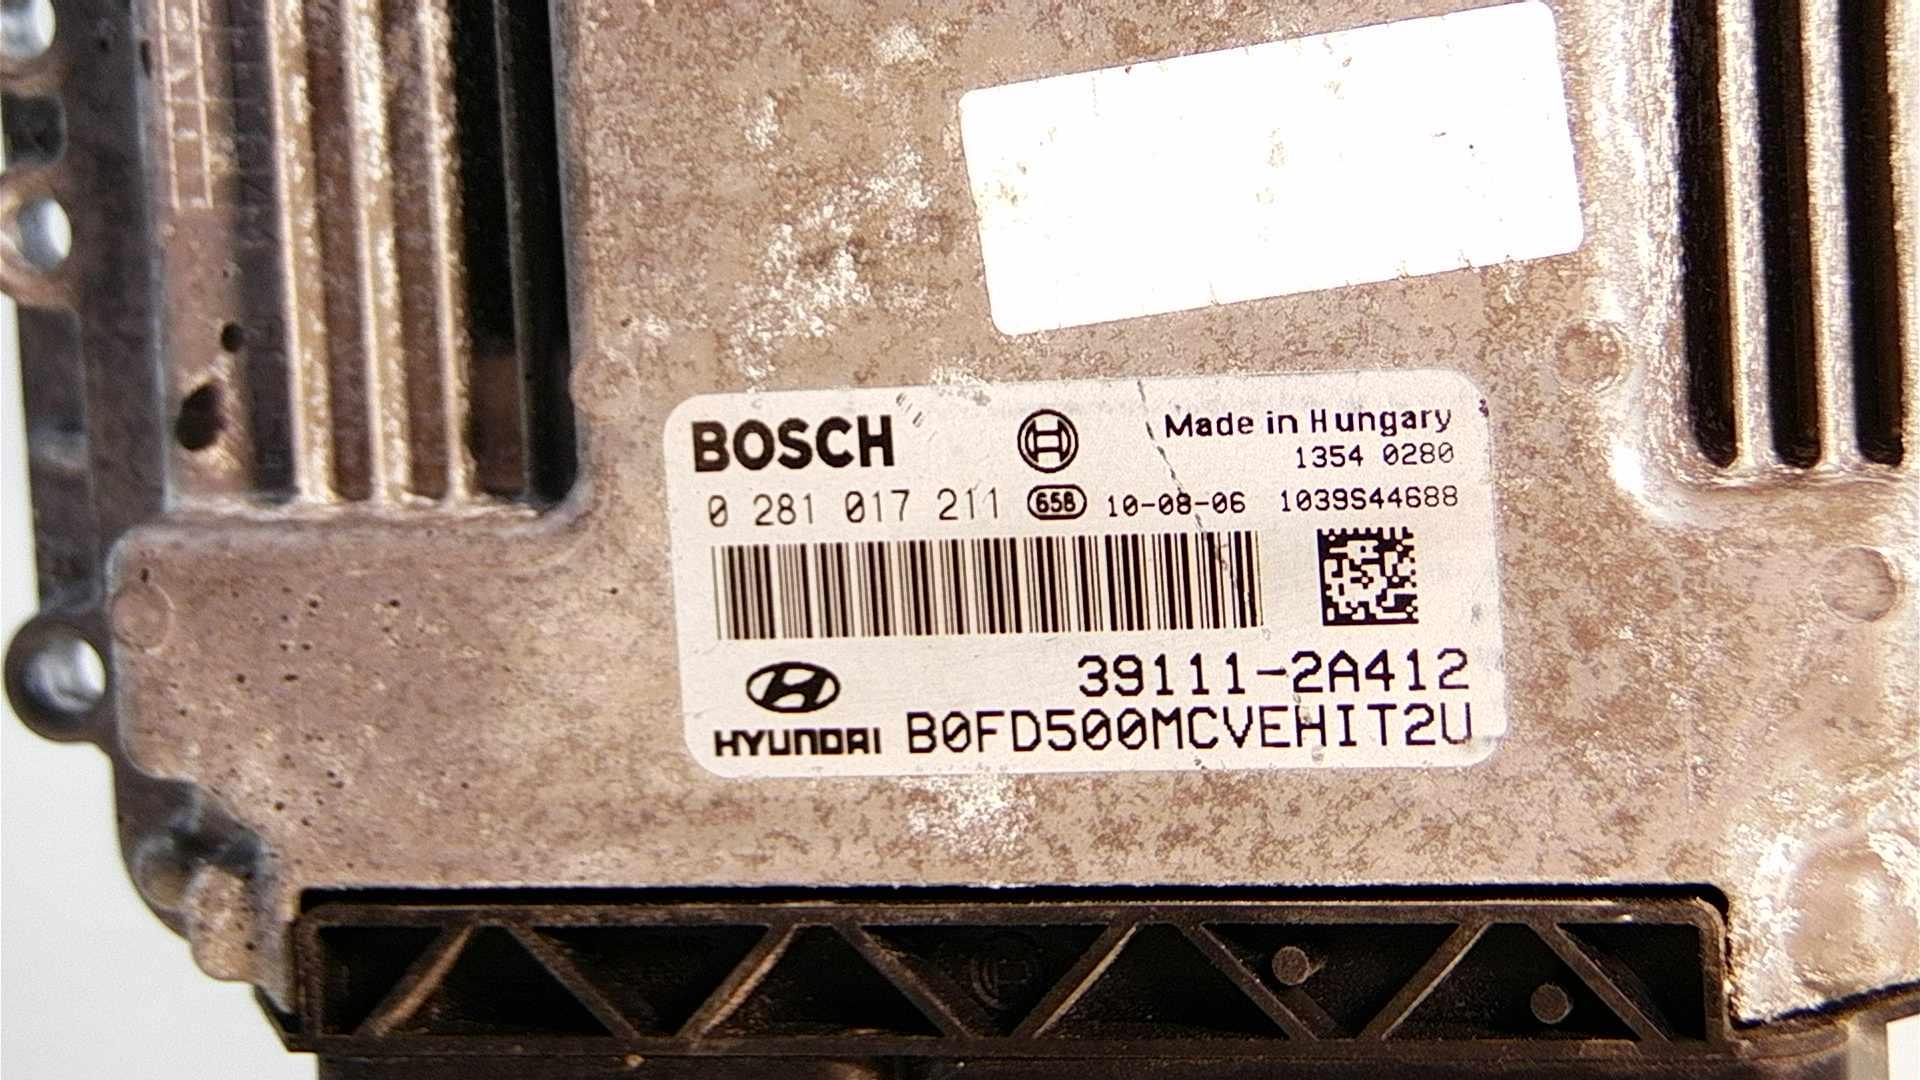 BOSCH Made in Hungary
1354 0280
0 281 017 211 658 10-08-06 1039S44688
39111-2A412
HYUNDAI B0FD500MCVEHIT2U